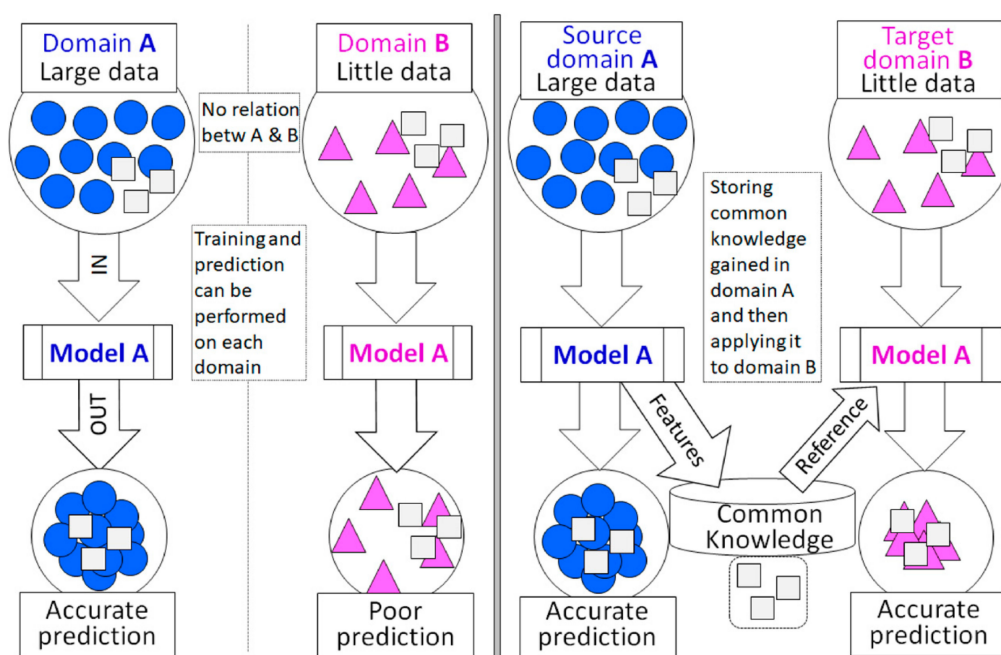 Domain A
Large data
No relation
betw A & B
Domain B
Little data
IN
Training and
prediction
can be
performed
on each
domain
Model A
Model A
OUT
Accurate
prediction
Poor
prediction
Source
domain A
Large data
Target
domain B
Little data
Storing
common
knowledge
gained in
domain A
and then
applying it
to domain B
Model A
Model A
Features
Reference
Common
Knowledge
Accurate
prediction
Accurate
prediction